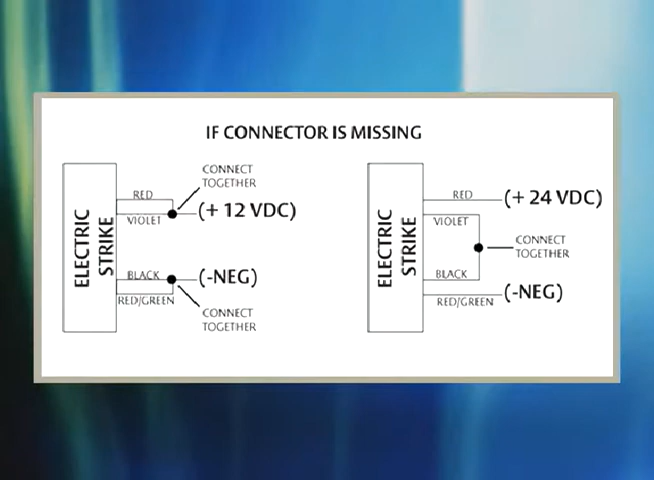 IF CONNECTOR IS MISSING
ELECTRIC
STRIKE
RED
VIOLET
CONNECT
TOGETHER
(+ 12 VDC)
BLACK
RED/GREEN
(-NEG)
CONNECT
TOGETHER
ELECTRIC
STRIKE
RED
(+ 24 VDC)
VIOLET
CONNECT
TOGETHER
BLACK
RED/GREEN
(-NEG)